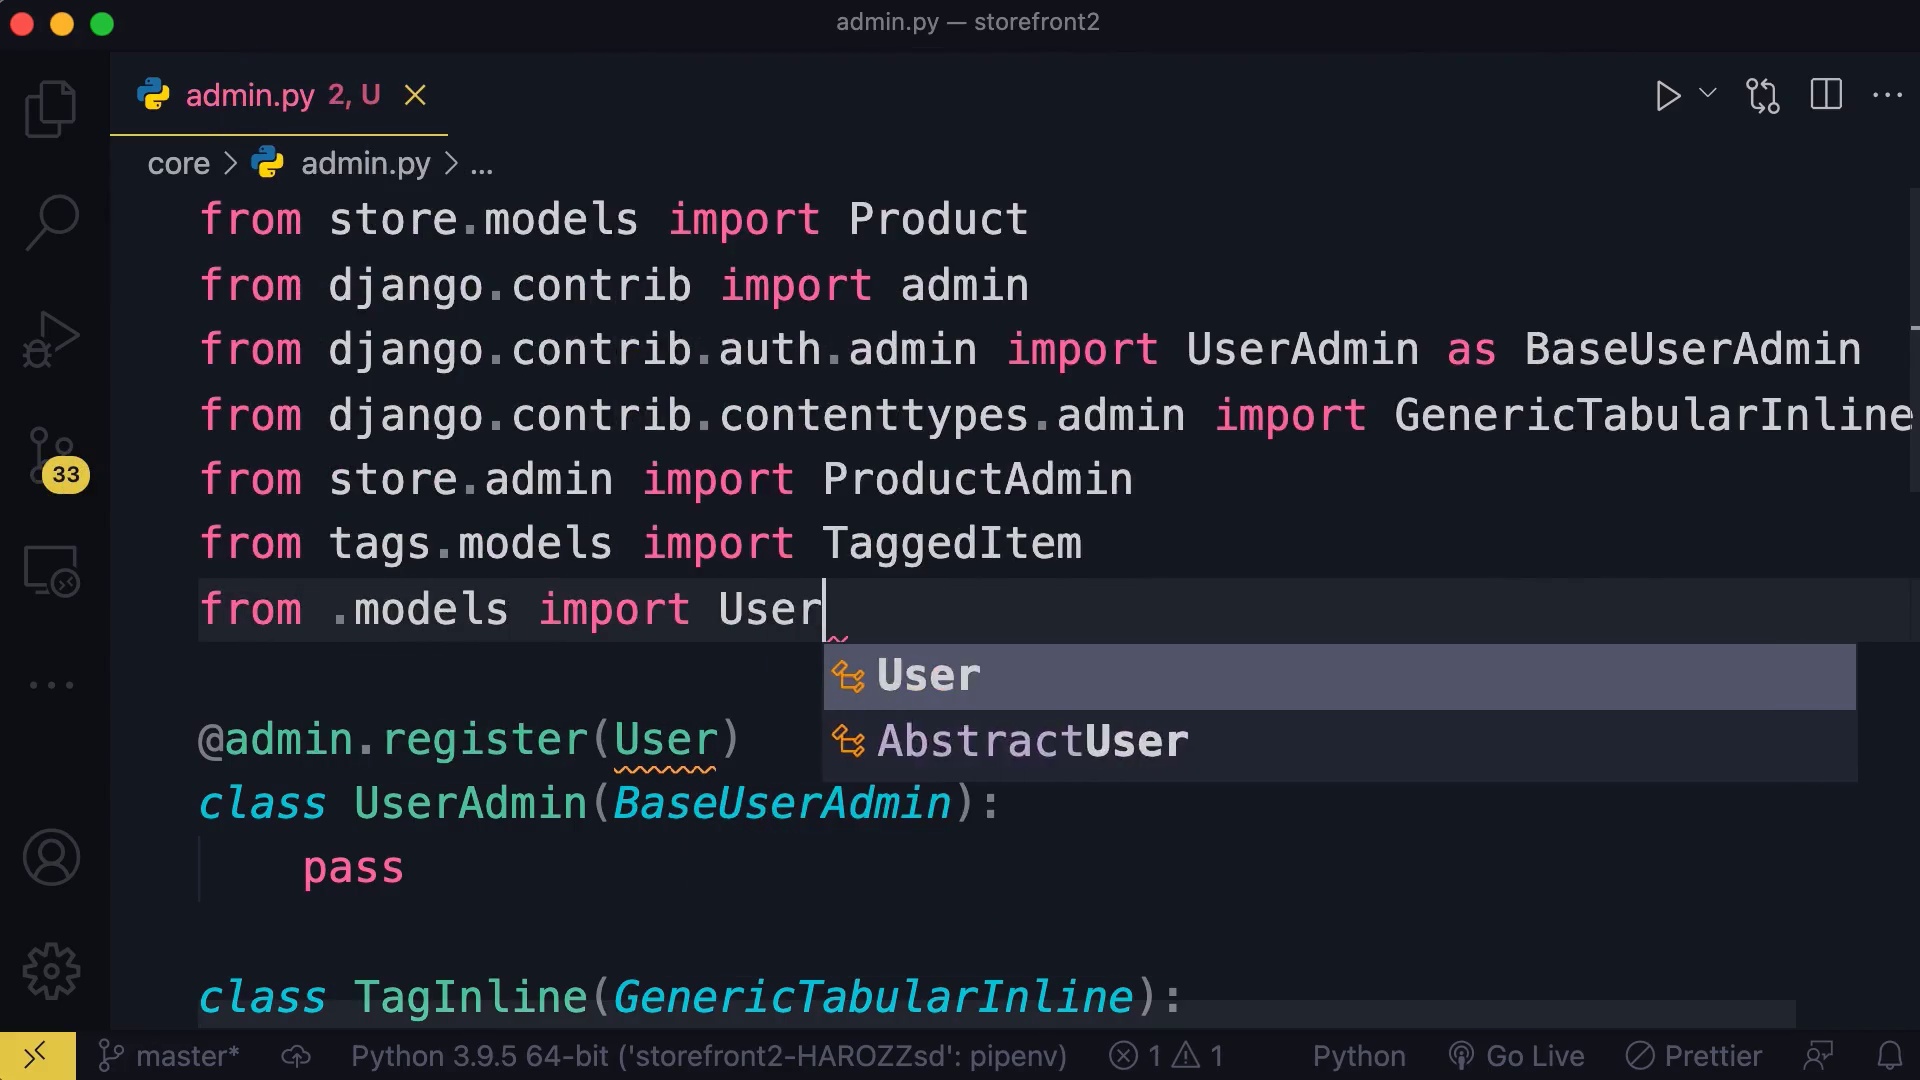 admin.py — storefront2
admin.py 2, U
core > admin.py > ...
from store.models import Product
from django.contrib import admin
from django.contrib.auth.admin import UserAdmin as BaseUserAdmin
from django.contrib.contenttypes.admin import GenericTabularInline
from store.admin import ProductAdmin
33
from tags.models import TaggedItem
from .models import User
User
AbstractUser
@admin.register(User)
class UserAdmin(BaseUserAdmin):
pass
class TagInline(GenericTabularInline):
master* Python 3.9.5 64-bit ('storefront2-HAROZZsd': pipenv) 1 1 Python Go Live Prettier